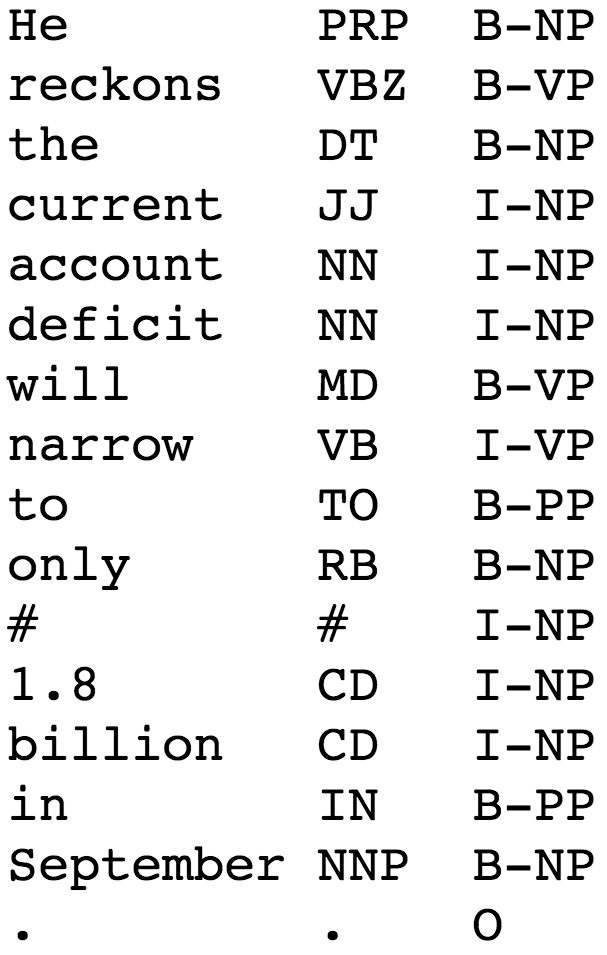 He PRP B-NP
reckons VBZ B-VP
the DT B-NP
current JJ I-NP
account NN I-NP
deficit NN I-NP
will MD B-VP
narrow VB I-VP
to TO B-PP
only RB B-NP
# # I-NP
1.8 CD I-NP
billion CD I-NP
in IN B-PP
September NNP B-NP
. . O